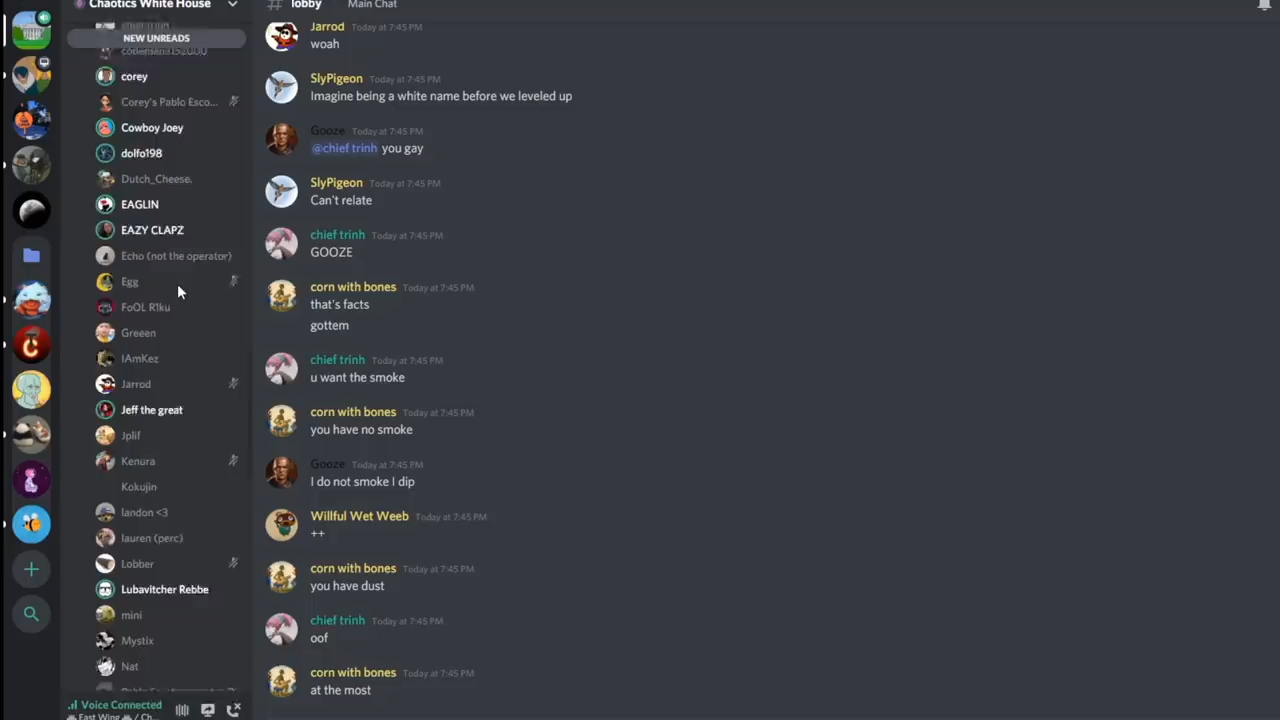 Chaotics White House
lobby
Main Chat
NEW UNREADS
corey
Corey's Pablo Esco...
Cowboy Joey
dolfo198
Dutch_Cheese.
EAGLIN
EAZY CLAPZ
Echo (not the operator)
Egg
FoOL R1ku
Greeen
IAmKez
Jarrod
Jeff the great
Jplif
Kenura
Kokujin
landon <3
lauren (perc)
Lobber
Lubavitcher Rebbe
mini
Mystix
Nat
Voice Connected
East Wing / Ch...
Jarrod Today at 7:45 PM
woah
SlyPigeon Today at 7:45 PM
Imagine being a white name before we leveled up
Gooze Today at 7:45 PM
@chief trinh you gay
SlyPigeon Today at 7:45 PM
Can't relate
chief trinh Today at 7:45 PM
GOOZE
corn with bones Today at 7:45 PM
that's facts
gottem
chief trinh Today at 7:45 PM
u want the smoke
corn with bones Today at 7:45 PM
you have no smoke
Gooze Today at 7:45 PM
I do not smoke I dip
Willful Wet Weeb Today at 7:45 PM
++
corn with bones Today at 7:45 PM
you have dust
chief trinh Today at 7:45 PM
oof
corn with bones Today at 7:45 PM
at the most